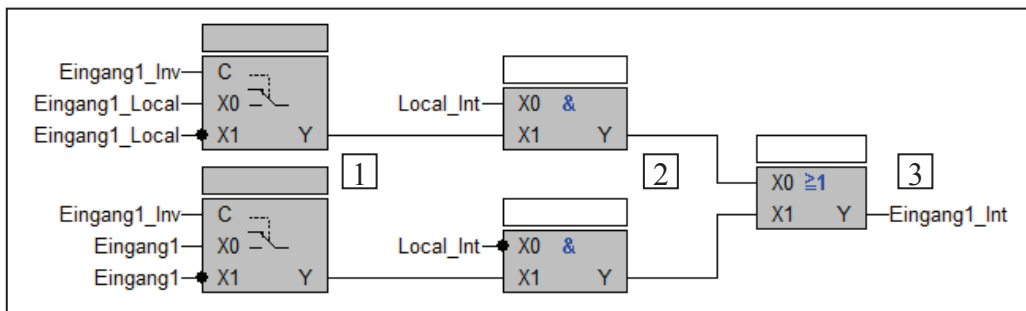 Eingang1_Inv C
Eingang1_Local X0
Eingang1_Local X1 Y
Local_Int X0 &
X1 Y
1
2
3
X0 ≧1
X1 Y Eingang1_Int
Eingang1_Inv C
Eingang1 X0
Eingang1 X1 Y
Local_Int X0 &
X1 Y